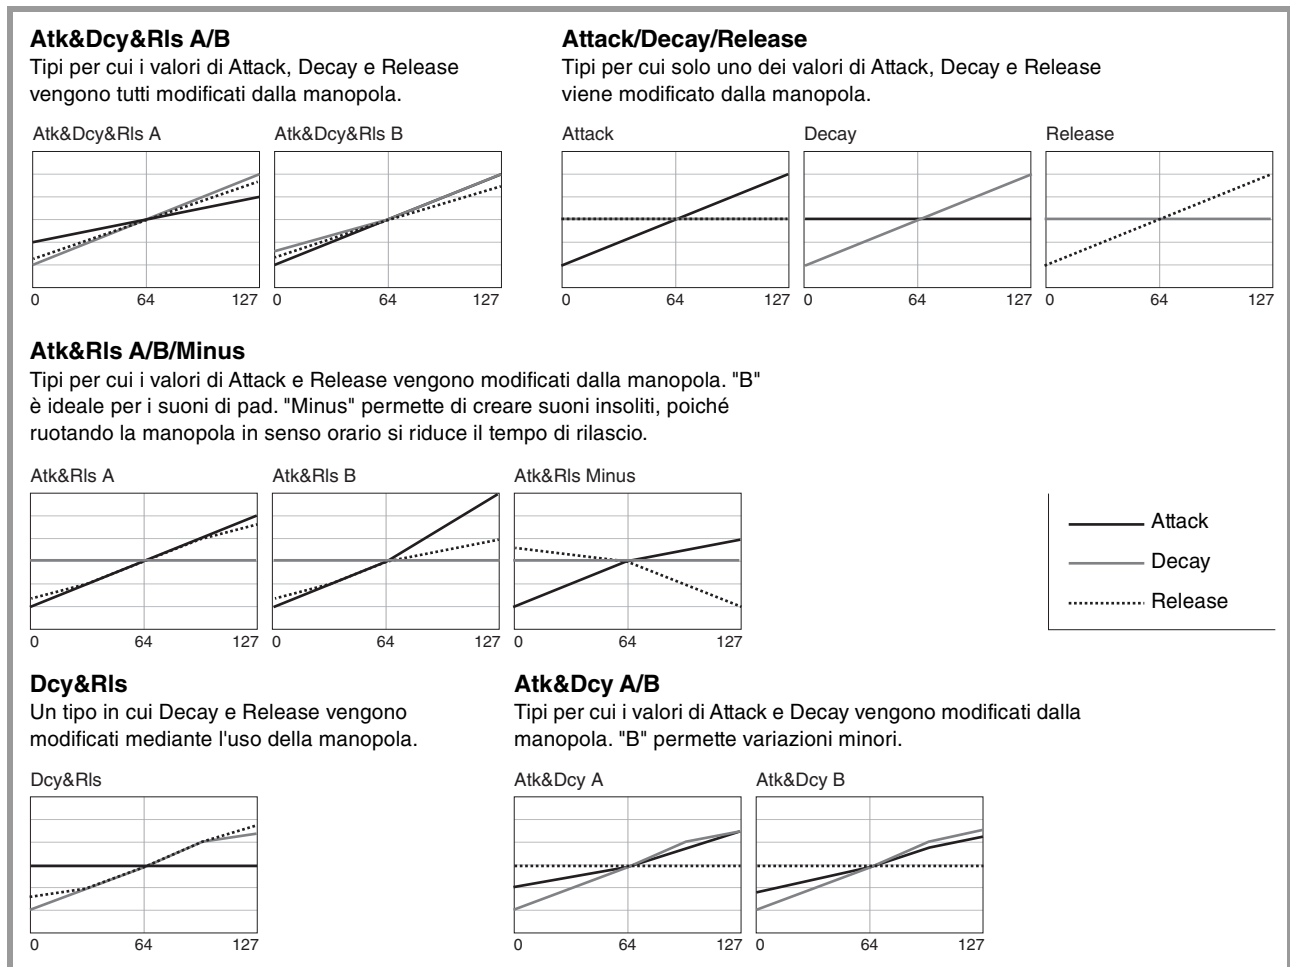 Atk&Dcy&Rls A/B
Tipi per cui i valori di Attack, Decay e Release
vengono tutti modificati dalla manopola.
Atk&Dcy&Rls A
Atk&Dcy&Rls B
0 64 127
0 64 127
Attack/Decay/Release
Tipi per cui solo uno dei valori di Attack, Decay e Release
viene modificato dalla manopola.
Attack
Decay
Release
0 64 127
0 64 127
0 64 127
Atk&Rls A/B/Minus
Tipi per cui i valori di Attack e Release vengono modificati dalla manopola. "B"
è ideale per i suoni di pad. "Minus" permette di creare suoni insoliti, poiché
ruotando la manopola in senso orario si riduce il tempo di rilascio.
Atk&Rls A
Atk&Rls B
Atk&Rls Minus
0 64 127
0 64 127
0 64 127
Attack
Decay
Release
Dcy&Rls
Un tipo in cui Decay e Release vengono
modificati mediante l'uso della manopola.
Dcy&Rls
0 64 127
Atk&Dcy A/B
Tipi per cui i valori di Attack e Decay vengono modificati dalla
manopola. "B" permette variazioni minori.
Atk&Dcy A
Atk&Dcy B
0 64 127
0 64 127